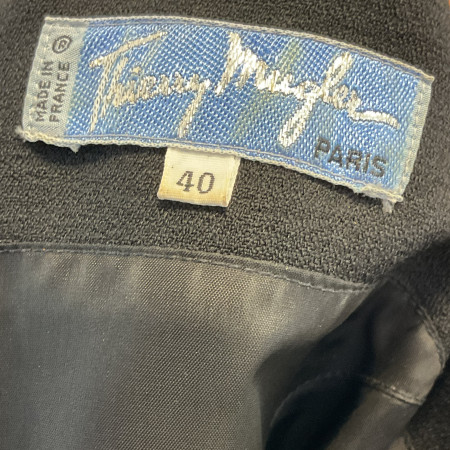 MADE IN ®
FRANCE
Thierry Mugler
PARIS
40